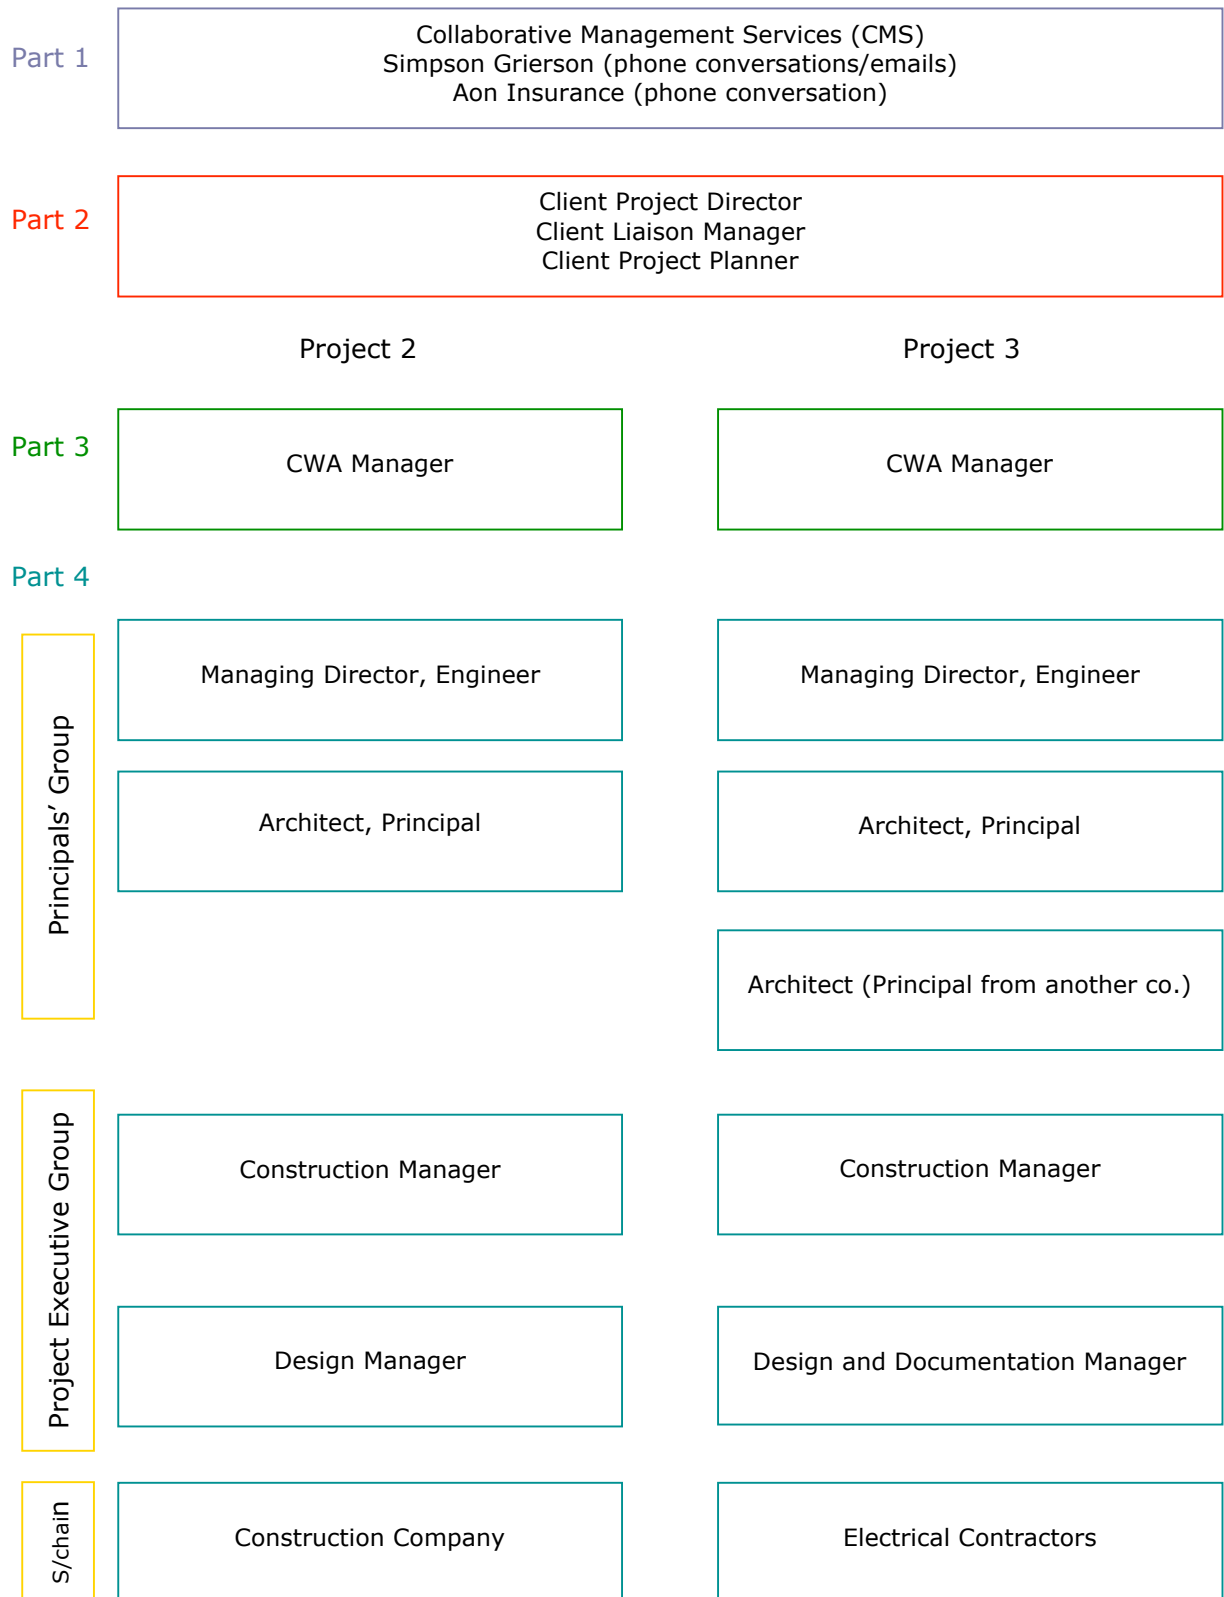 Part 1
Collaborative Management Services (CMS)
Simpson Grierson (phone conversations/emails)
Aon Insurance (phone conversation)
Part 2
Client Project Director
Client Liaison Manager
Client Project Planner
Project 2
Project 3
Part 3
CWA Manager
CWA Manager
Part 4
Principals’ Group
Managing Director, Engineer
Managing Director, Engineer
Architect, Principal
Architect, Principal
Architect (Principal from another co.)
Project Executive Group
Construction Manager
Construction Manager
Design Manager
Design and Documentation Manager
S/chain
Construction Company
Electrical Contractors